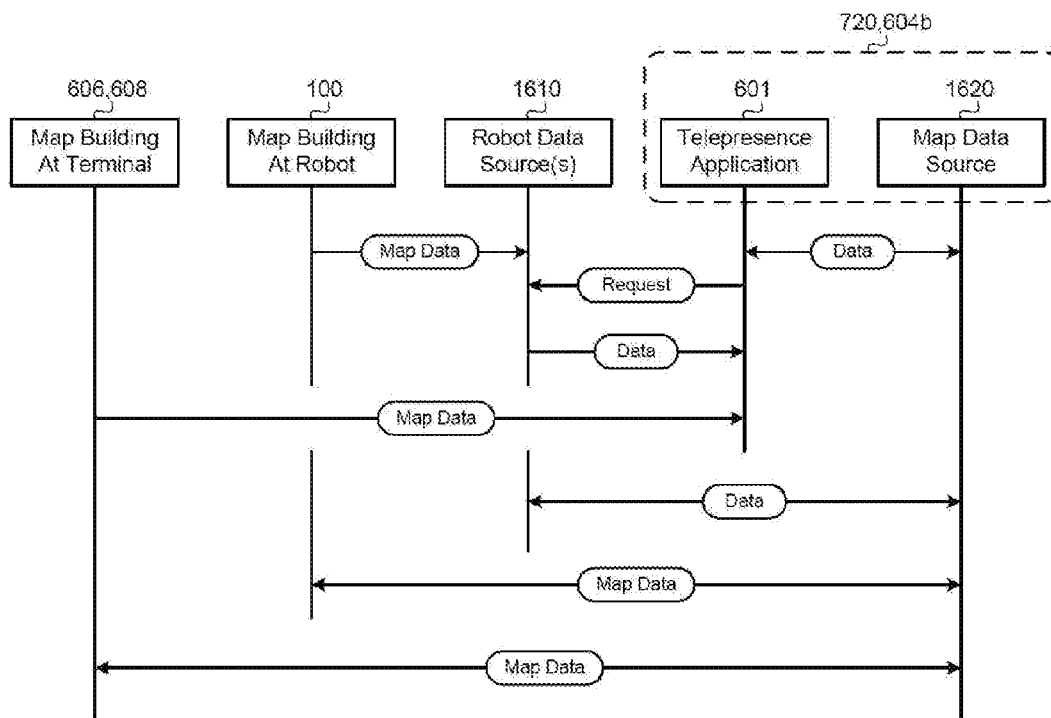 720,604b
606,608
100
1610
601
1620
Map Building
At Terminal
Map Building
At Robot
Robot Data
Source(s)
Telepresence
Application
Map Data
Source
Map Data
Data
Request
Data
Map Data
Data
Map Data
Map Data